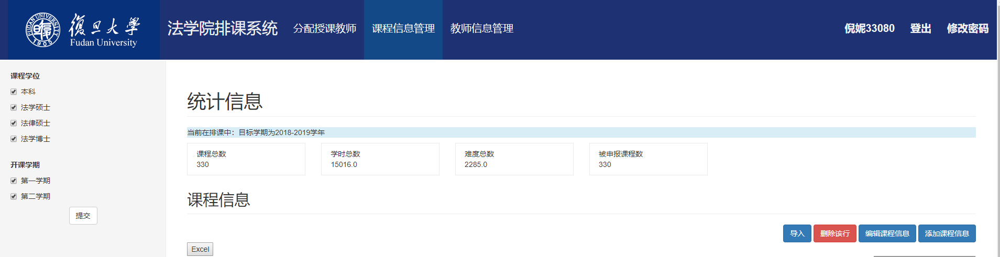 FUDAN UNIVERSITY
1905
復旦大學
Fudan University
法学院排课系统 分配授课教师 课程信息管理 教师信息管理 倪妮33080 登出 修改密码
课程学位
本科
法学硕士
法律硕士
法学博士
开课学期
第一学期
第二学期
提交
统计信息
当前在排课中：目标学期为2018-2019学年
课程总数 学时总数 难度总数 被申报课程数
330 15016.0 2285.0 330
课程信息
导入 删除该行 编辑课程信息 添加课程信息
Excel